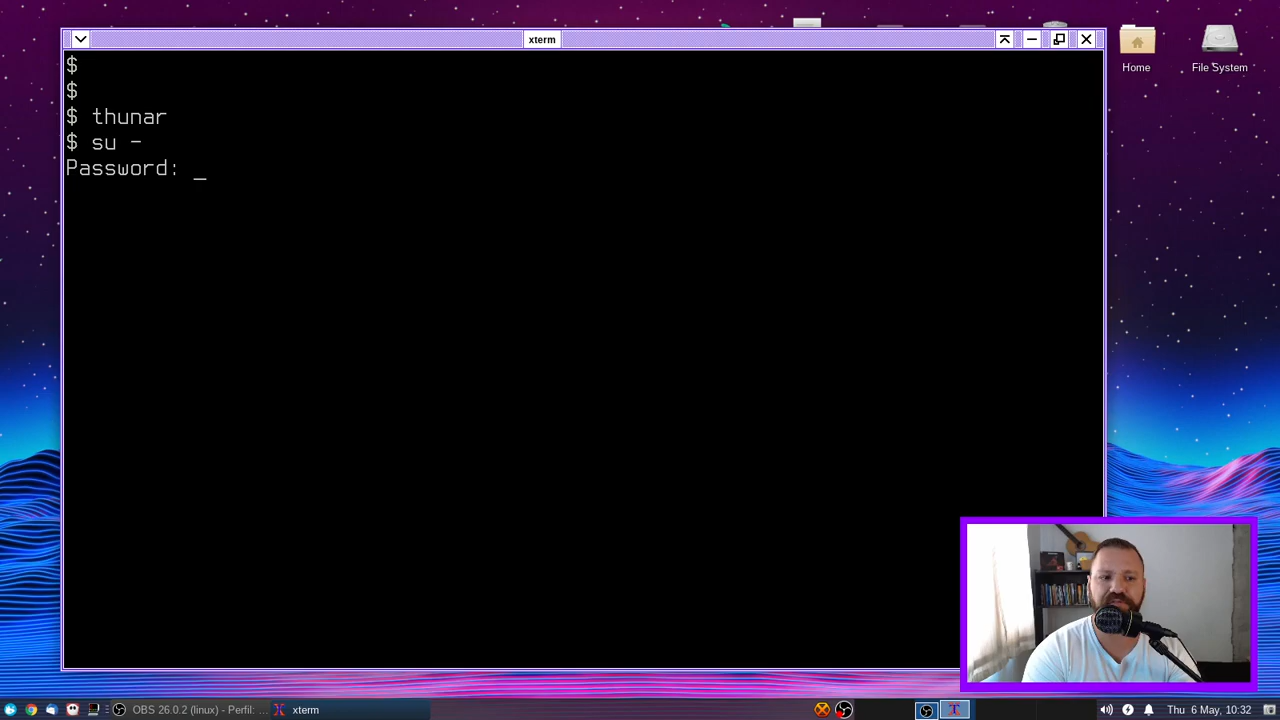 xterm
$
$
$ thunar
$ su -
Password: _
Home
File System
OBS 26.0.2 (linux) - Perfil: ...
xterm
Thu 6 May, 10:32